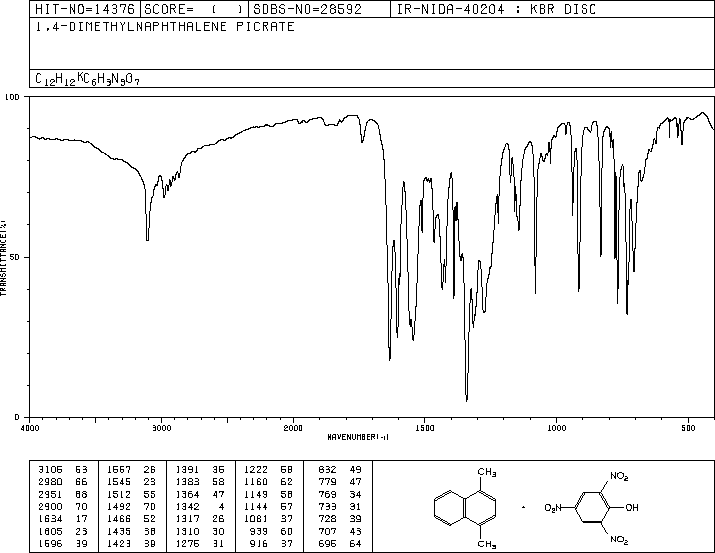 HIT-NO=14376 SCORE= ( ) SDBS-NO=28592 IR-NIDA-40204 : KBR DISC
1,4-DIMETHYLNAPHTHALENE PICRATE
C12H12KC6H3N3O7
100
50
0
TRANSMITTANCE(%)
4000 3000 2000 1500 1000 500
WAVENUMBER(-1)
3105 53 1557 26 1391 35 1222 58 832 49
2980 66 1545 23 1383 58 1160 62 779 47
2951 68 1512 55 1364 47 1149 58 769 34
2900 70 1492 70 1342 4 1144 57 733 31
1634 17 1466 52 1317 26 1081 37 728 39
1605 23 1435 38 1310 30 939 60 707 43
1596 39 1423 39 1275 31 916 37 695 64
CH3
CH3
NO2
O2N
OH
NO2